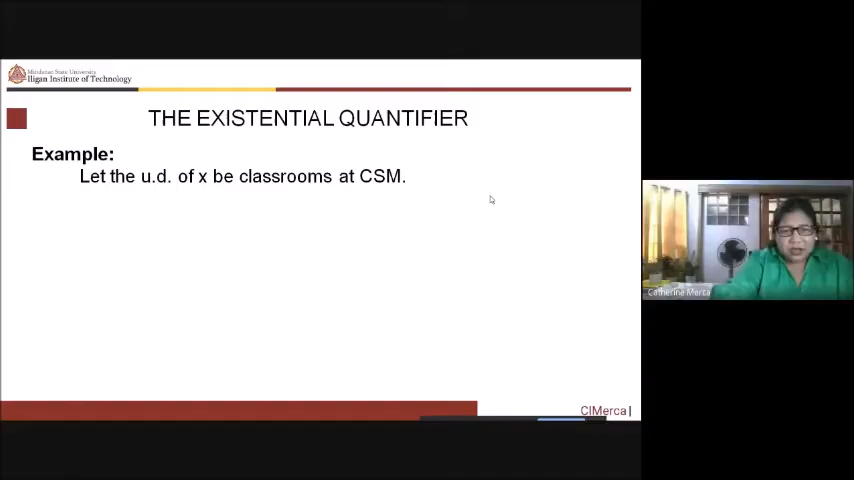 Mindanao State University
Iligan Institute of Technology
THE EXISTENTIAL QUANTIFIER
Example:
Let the u.d. of x be classrooms at CSM.
Catherine Merca
CIMerca |